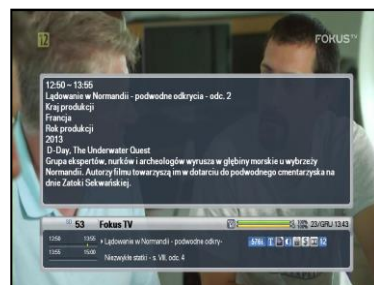 12
FOKUS TV
12:50 – 13:55
Lądowanie w Normandii - podwodne odkrycia - odc. 2
Kraj produkcji
Francja
Rok produkcji
2013
D-Day, The Underwater Quest
Grupa ekspertów, nurków i archeologów wyrusza w głębiny morskie u wybrzeży
Normandii. Autorzy filmu towarzyszą im w dotarciu do podwodnego cmentarzyska na
dnie Zatoki Sekwańskiej.
53 Fokus TV 23/GRU 13:43
12:50 13:55 Lądowanie w Normandii - podwodne odkry- 576i
13:55 15:00 Niezwykłe statki - s. VII, odc. 4